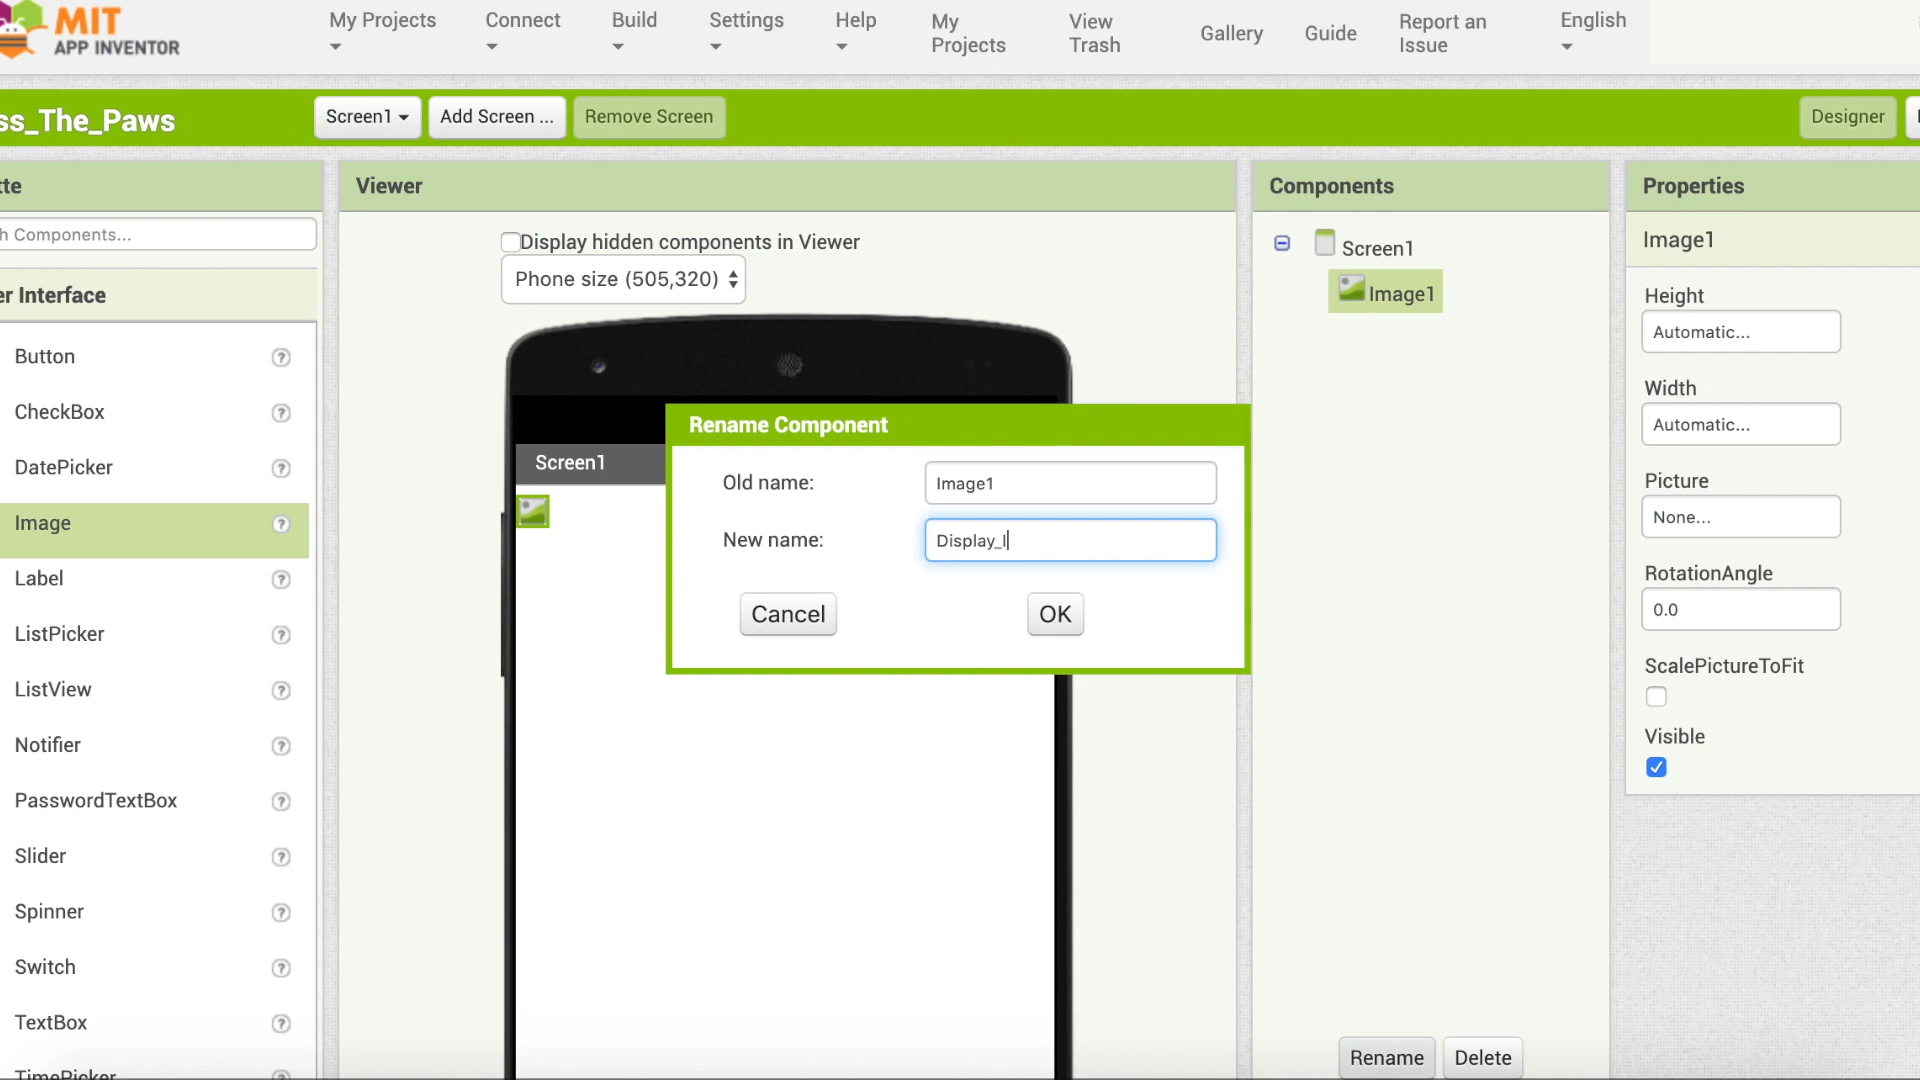 MIT
APP INVENTOR
My Projects
Connect
Build
Settings
Help
My
Projects
View
Trash
Gallery
Guide
Report an
Issue
English
ss_The_Paws
Screen1
Add Screen ...
Remove Screen
Designer
tte
Viewer
Components
Properties
h Components...
Display hidden components in Viewer
Phone size (505,320)
er Interface
Button
CheckBox
DatePicker
Image
Label
ListPicker
ListView
Notifier
PasswordTextBox
Slider
Spinner
Switch
TextBox
TimePicker
Screen1
Rename Component
Old name:
Image1
New name:
Display_I
Cancel
OK
Screen1
Image1
Rename
Delete
Image1
Height
Automatic...
Width
Automatic...
Picture
None...
RotationAngle
0.0
ScalePictureToFit
Visible